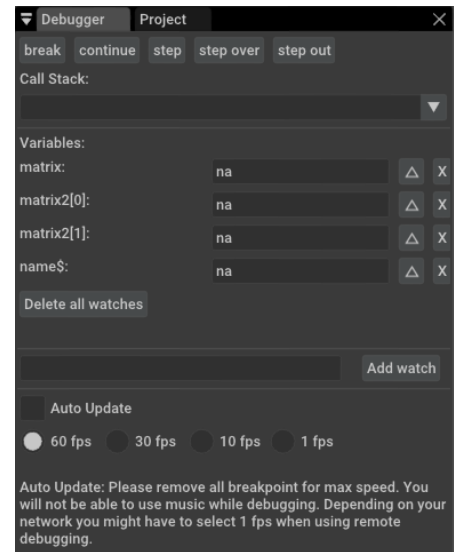 Debugger Project
break continue step step over step out
Call Stack:
Variables:
matrix: na △ X
matrix2[0]: na △ X
matrix2[1]: na △ X
name$: na △ X
Delete all watches
Add watch
Auto Update
60 fps 30 fps 10 fps 1 fps
Auto Update: Please remove all breakpoint for max speed. You
will not be able to use music while debugging. Depending on your
network you might have to select 1 fps when using remote
debugging.